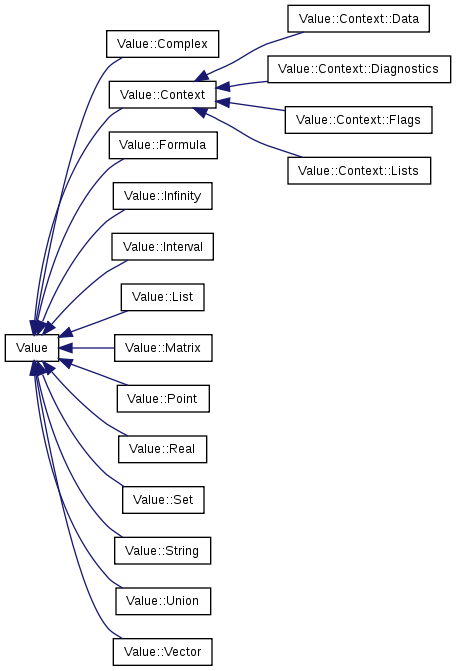 Value::Context::Data
Value::Complex
Value::Context::Diagnostics
Value::Context
Value::Context::Flags
Value::Formula
Value::Context::Lists
Value::Infinity
Value::Interval
Value::List
Value
Value::Matrix
Value::Point
Value::Real
Value::Set
Value::String
Value::Union
Value::Vector